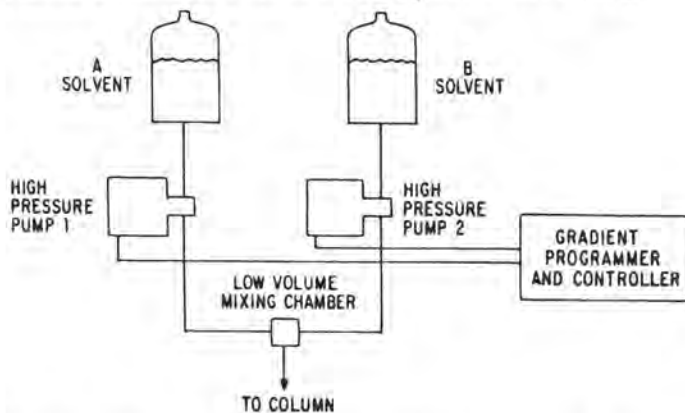 A
SOLVENT
B
SOLVENT
HIGH
PRESSURE
PUMP 1
HIGH
PRESSURE
PUMP 2
GRADIENT
PROGRAMMER
AND CONTROLLER
LOW VOLUME
MIXING CHAMBER
TO COLUMN